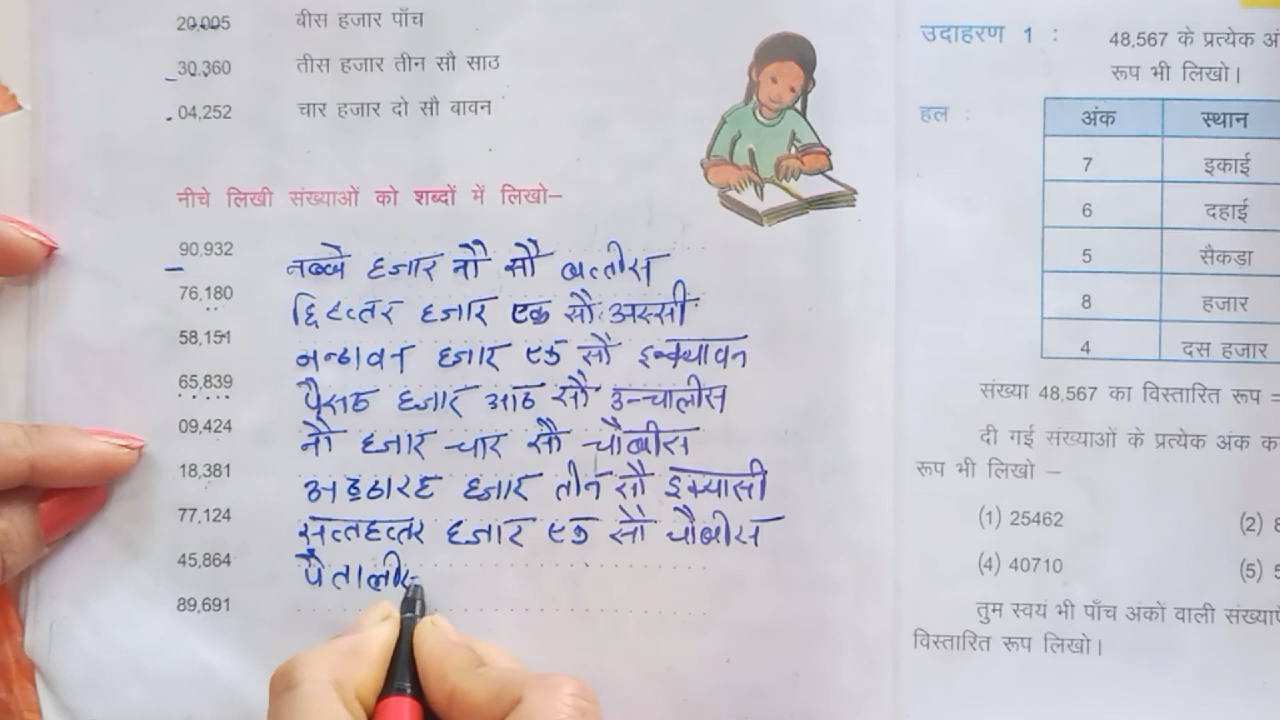 20,005 बीस हजार पाँच
30,360 तीस हजार तीन सौ साठ
04,252 चार हजार दो सौ बावन
नीचे लिखी संख्याओं को शब्दों में लिखो–
90,932 नब्बे हजार नौ सौ बत्तीस
76,180 छिहत्तर हजार एक सौ अस्सी
58,151 अन्ठावन हजार एक सौ इक्यावन
65,839 पैसठ हजार आठ सौ उन्चालीस
09,424 नौ हजार चार सौ चौबीस
18,381 अठ्ठारह हजार तीन सौ इक्यासी
77,124 सत्तहत्तर हजार एक सौ चौबीस
45,864 पैतालीस
89,691
उदाहरण 1 : 48,567 के प्रत्येक
रूप भी लिखो।
हल :
अंक स्थान
7 इकाई
6 दहाई
5 सैकड़ा
8 हजार
4 दस हजार
संख्या 48,567 का विस्तारित रूप =
दी गई संख्याओं के प्रत्येक अंक
रूप भी लिखो –
(1) 25462 (2)
(4) 40710 (5)
तुम स्वयं भी पाँच अंकों वाली
विस्तारित रूप लिखो।